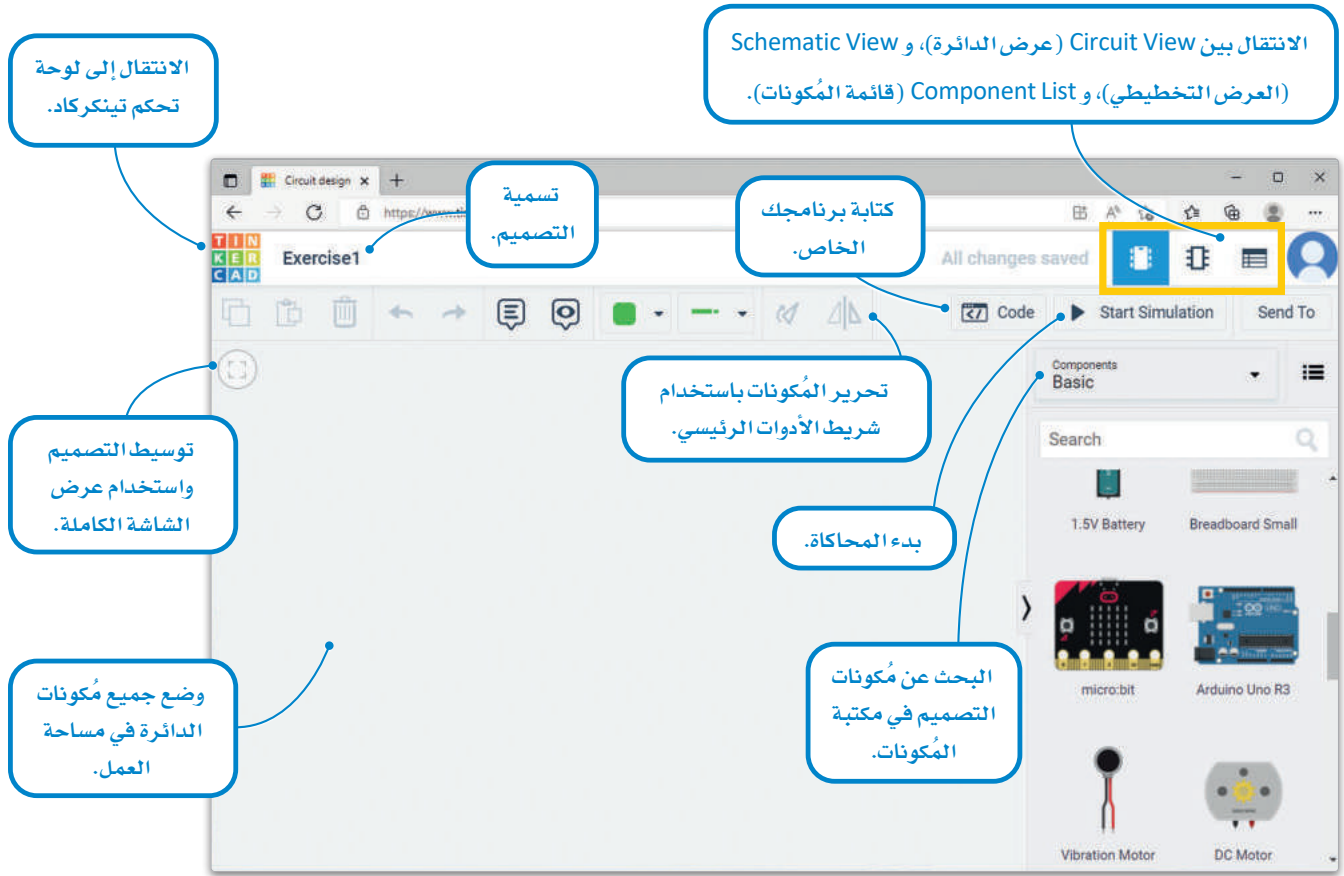 الانتقال بين Circuit View (عرض الدائرة)، و Schematic View
(العرض التخطيطي)، و Component List (قائمة المُكونات).
الانتقال إلى لوحة
تحكم تينكركاد.
Circuit design
تسمية
التصميم.
كتابة برنامجك
الخاص.
TINKERCAD
Exercise1
All changes saved
Code
Start Simulation
Send To
تحرير المُكونات باستخدام
شريط الأدوات الرئيسي.
Components
Basic
Search
توسيط التصميم
واستخدام عرض
الشاشة الكاملة.
بدء المحاكاة.
1.5V Battery
Breadboard Small
micro:bit
Arduino Uno R3
البحث عن مُكونات
التصميم في مكتبة
المُكونات.
وضع جميع مُكونات
الدائرة في مساحة
العمل.
Vibration Motor
DC Motor